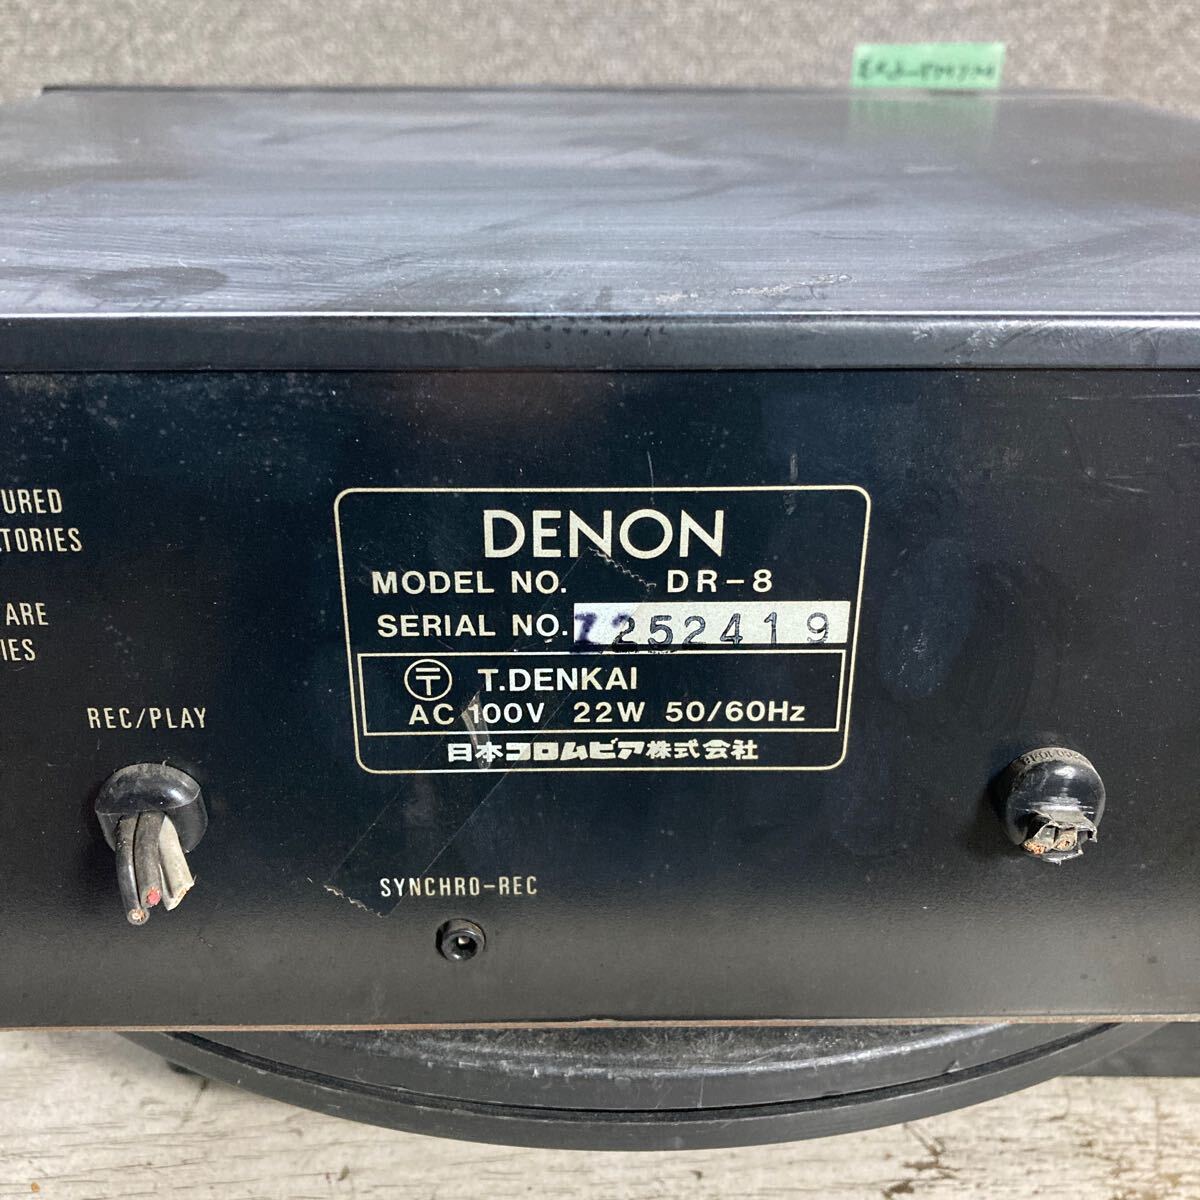 URED
TORIES
ARE
IES
REC/PLAY
DENON
MODEL NO. DR-8
SERIAL NO. 7252419
〒 T.DENKAI
AC 100V 22W 50/60Hz
日本コロムビア株式会社
SYNCHRO-REC